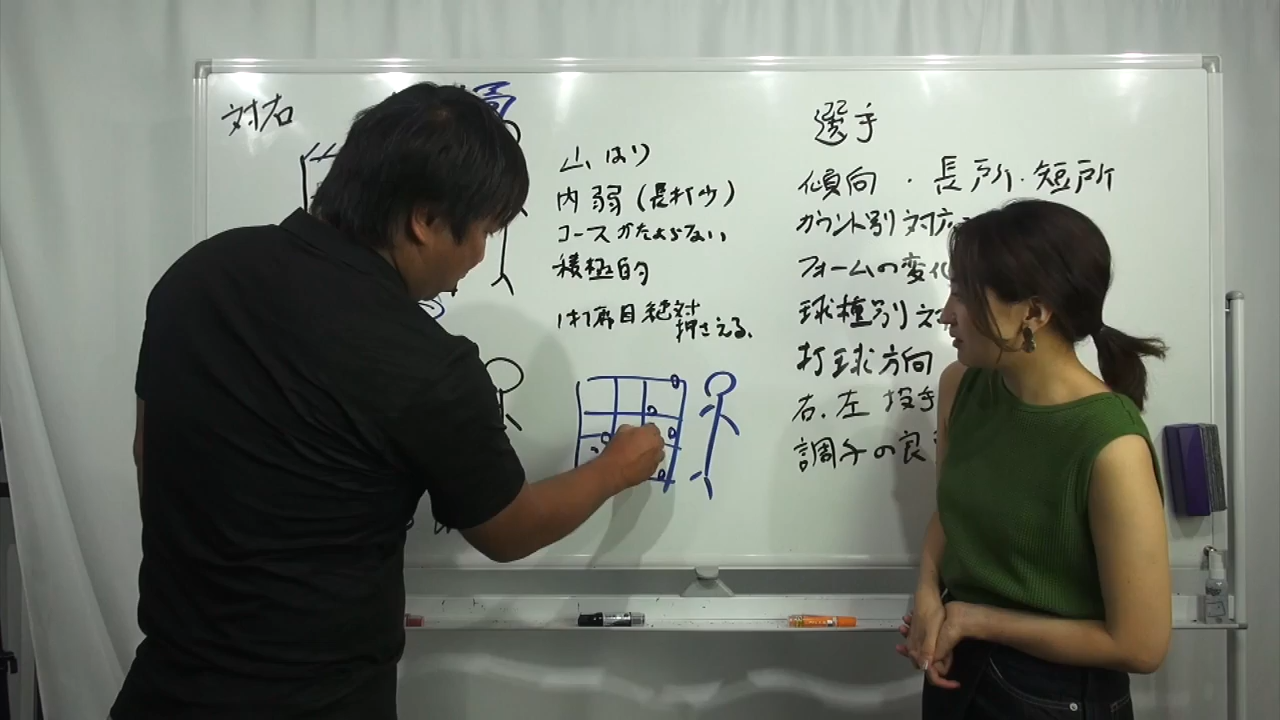 対右
山はり
内弱(長打少)
コースかたよらない
積極的
1打席目絶対
押さえる。
選手
傾向・長所・短所
カウント別対応
フォームの変化
球種別対
打球方向
右、左投手
調子の良